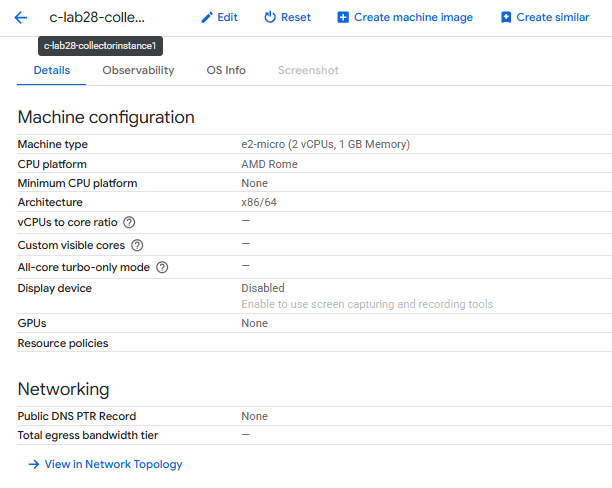 c-lab28-colle...
Edit
Reset
Create machine image
Create similar
c-lab28-collectorinstance1
Details
Observability
OS Info
Screenshot
Machine configuration
Machine type e2-micro (2 vCPUs, 1 GB Memory)
CPU platform AMD Rome
Minimum CPU platform None
Architecture x86/64
vCPUs to core ratio —
Custom visible cores —
All-core turbo-only mode —
Display device Disabled
Enable to use screen capturing and recording tools
GPUs None
Resource policies
Networking
Public DNS PTR Record None
Total egress bandwidth tier —
View in Network Topology